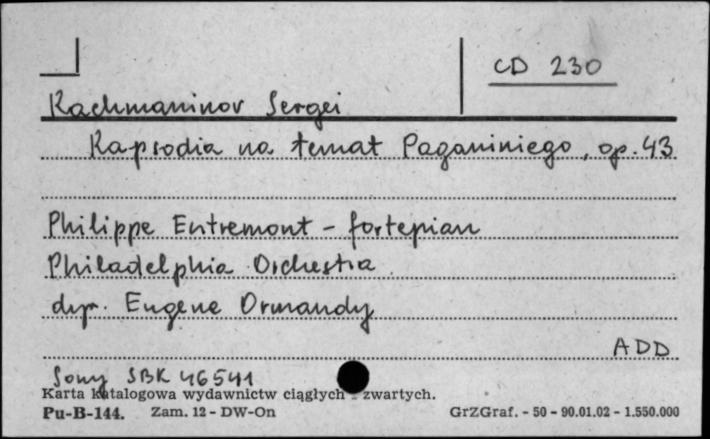 CD 230
Rachmaninov Sergei
Rapsodia na temat Paganiniego, op. 43
Philippe Entremont - fortepian
Philadelphia Orchestra
dyr. Eugene Ormandy
ADD
Sony SBK 46541
Karta katalogowa wydawnictw ciągłych - zwartych.
Pu-B-144. Zam. 12 - DW-On GrZGraf. - 50 - 90.01.02 - 1.550.000